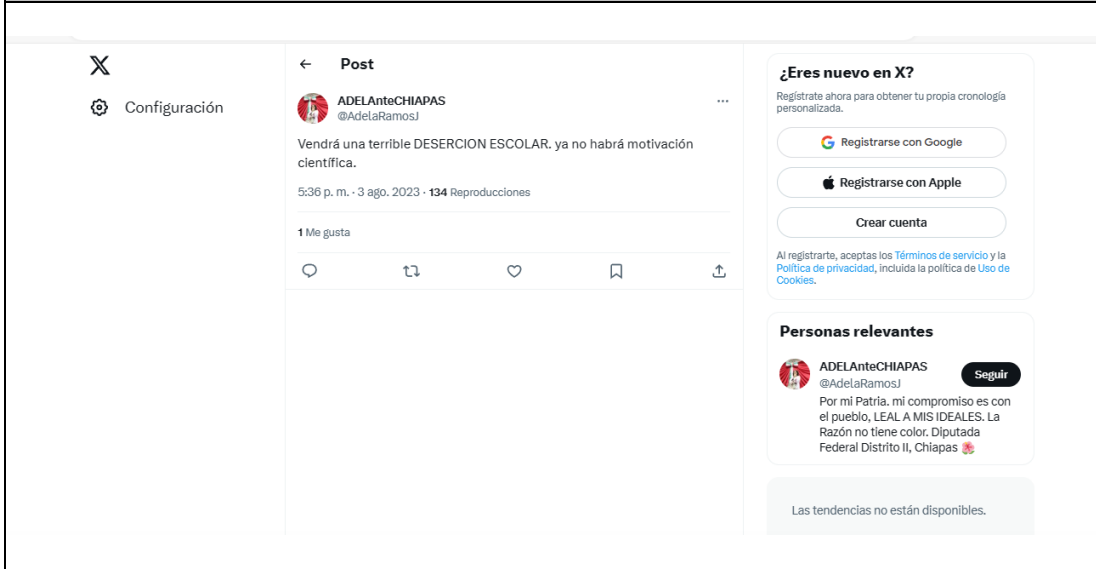 Configuración
Post
ADELAnteCHIAPAS
@AdelaRamosJ
Vendrá una terrible DESERCION ESCOLAR. ya no habrá motivación
científica.
5:36 p. m. · 3 ago. 2023 · 134 Reproducciones
1 Me gusta
¿Eres nuevo en X?
Regístrate ahora para obtener tu propia cronología
personalizada.
Registrarse con Google
Registrarse con Apple
Crear cuenta
Al registrarte, aceptas los Términos de servicio y la
Política de privacidad, incluida la política de Uso de
Cookies.
Personas relevantes
ADELAnteCHIAPAS
@AdelaRamosJ
Seguir
Por mi Patria. mi compromiso es con
el pueblo, LEAL A MIS IDEALES. La
Razón no tiene color. Diputada
Federal Distrito II, Chiapas 🌺
Las tendencias no están disponibles.